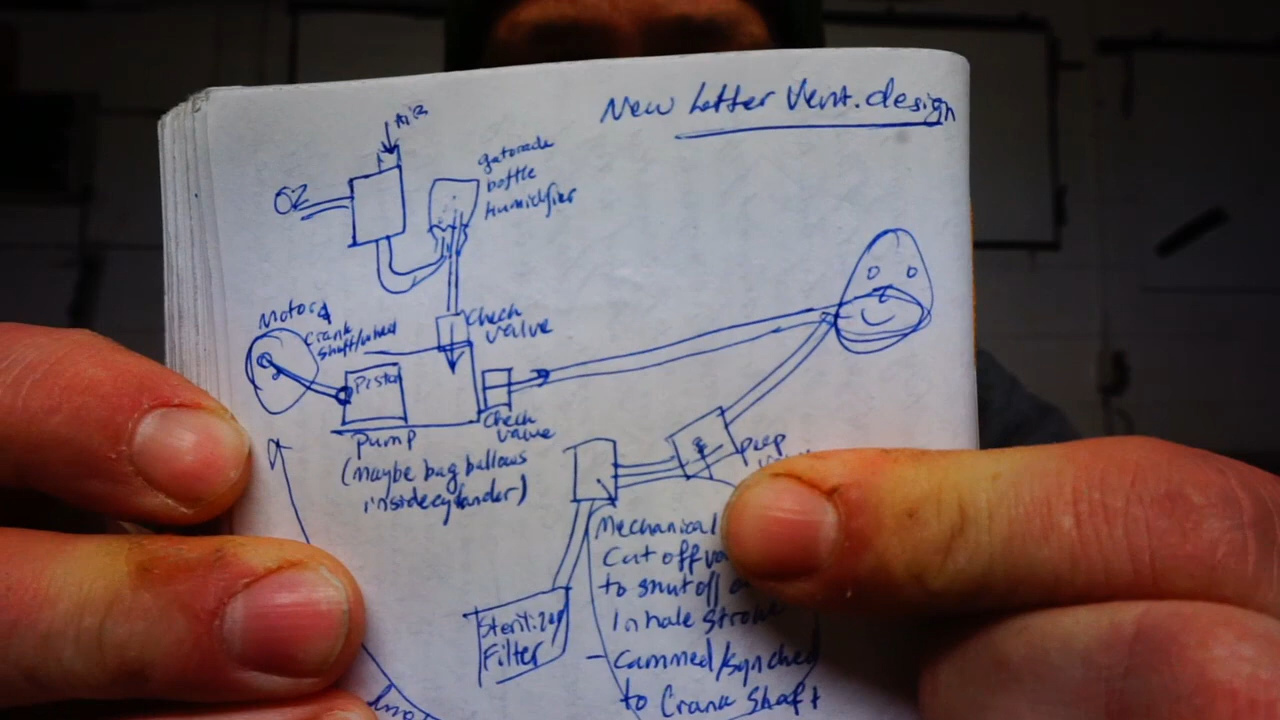 New Letter Vent. design
Air
O2
gatorade
bottle
Humidifier
Motor
Crank
Shaft/wheel
Check
valve
Piston
Check
valve
Pump
(Maybe bag bellows
inside cylander)
Peep
Mechanical
Cut off
to shut off
Inhale stroke
Sterilizer
Filter
- Cammed/synched
to Crank Shaft